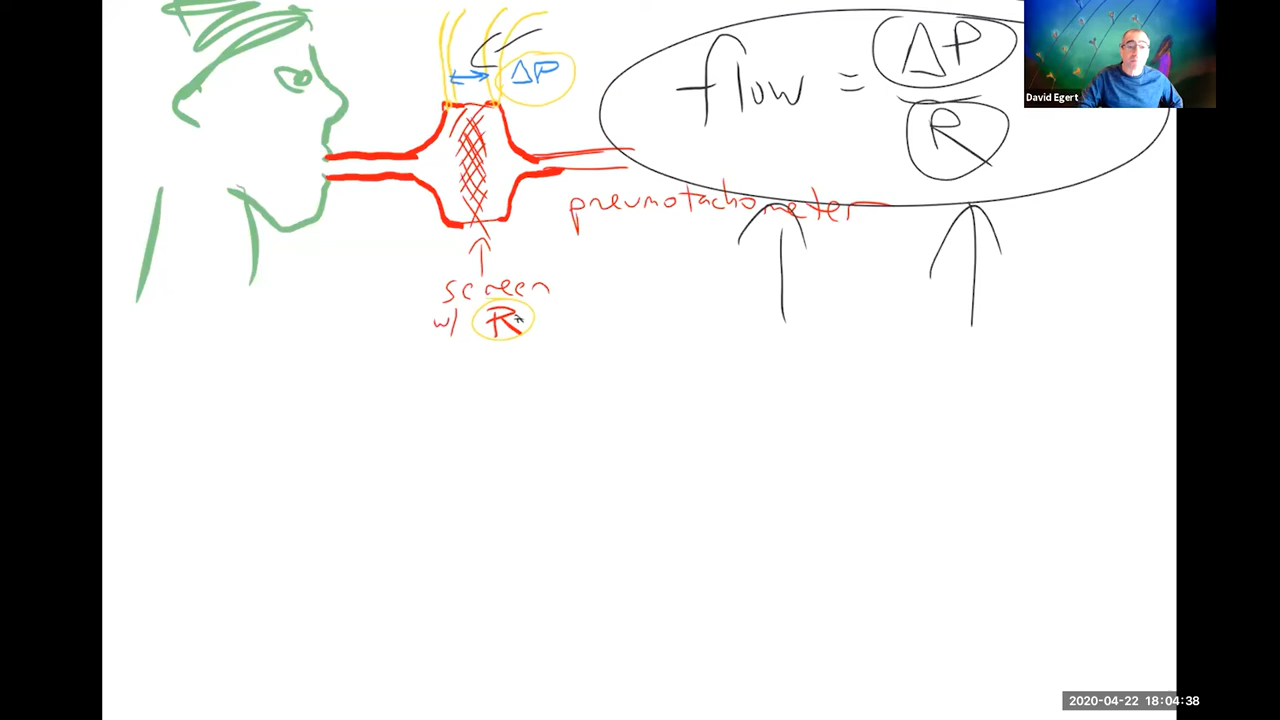 ΔP
flow = ΔP
R
David Egert
pneumotachometer
screen
w/ R
2020-04-22 18:04:38